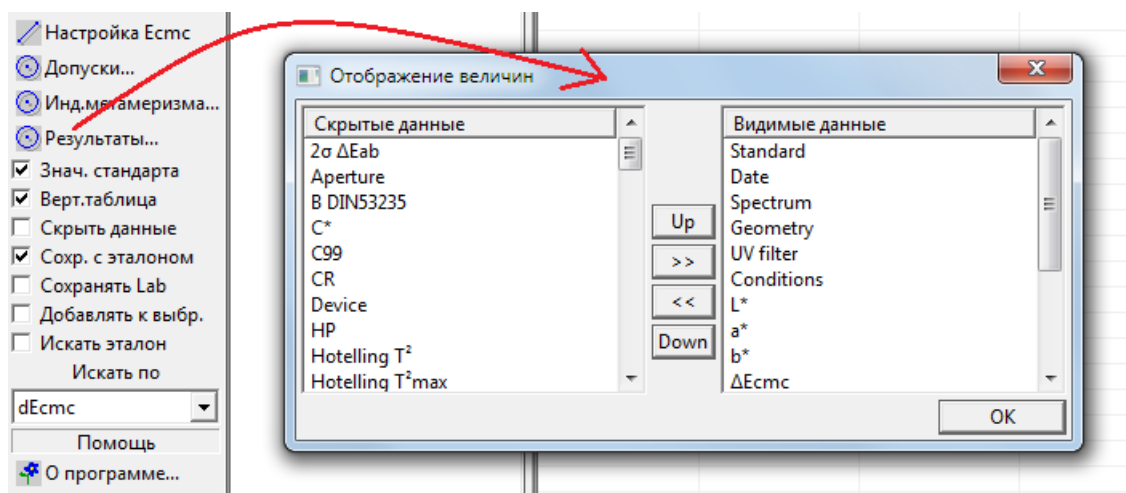 Настройка Ecmc
Допуски...
Инд.метамеризма...
Результаты...
Знач. стандарта
Верт.таблица
Скрыть данные
Сохр. с эталоном
Сохранять Lab
Добавлять к выбр.
Искать эталон
Искать по
dEcmc
Помощь
О программе...
Отображение величин
Скрытые данные
2σ ΔEab
Aperture
B DIN53235
C*
C99
CR
Device
HP
Hotelling T²
Hotelling T²max
Up
>>
<<
Down
Видимые данные
Standard
Date
Spectrum
Geometry
UV filter
Conditions
L*
a*
b*
ΔEcmc
OK